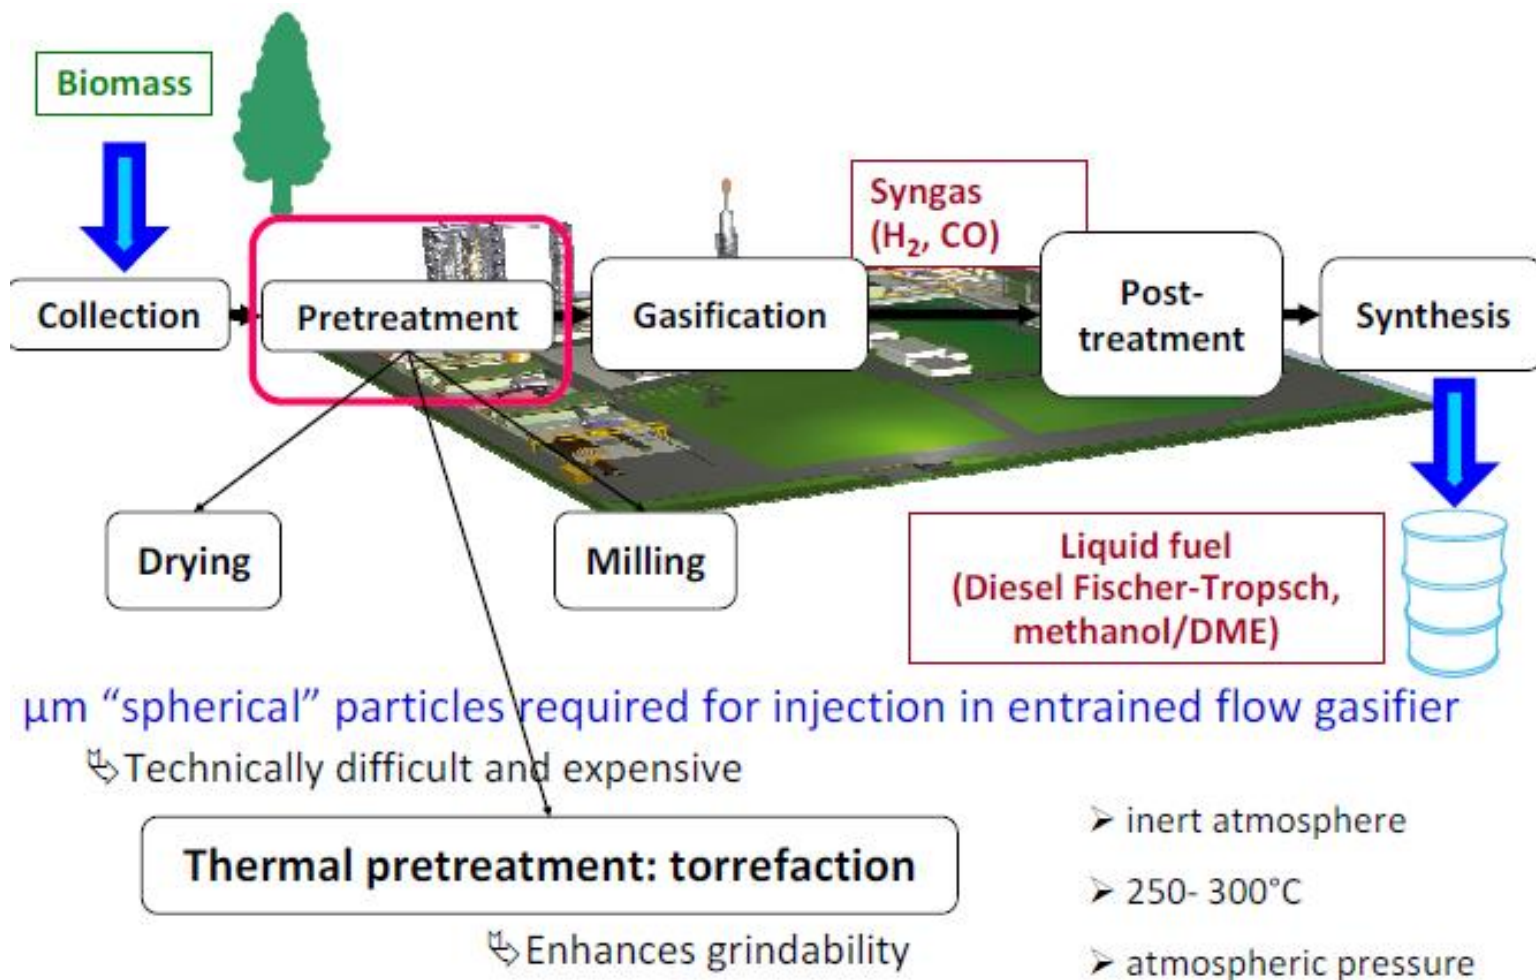 Biomass
Syngas
(H₂, CO)
Collection
Pretreatment
Gasification
Post-
treatment
Synthesis
Drying
Milling
Liquid fuel
(Diesel Fischer-Tropsch,
methanol/DME)
µm “spherical” particles required for injection in entrained flow gasifier
Technically difficult and expensive
Thermal pretreatment: torrefaction
Enhances grindability
➢ inert atmosphere
➢ 250- 300°C
➢ atmospheric pressure